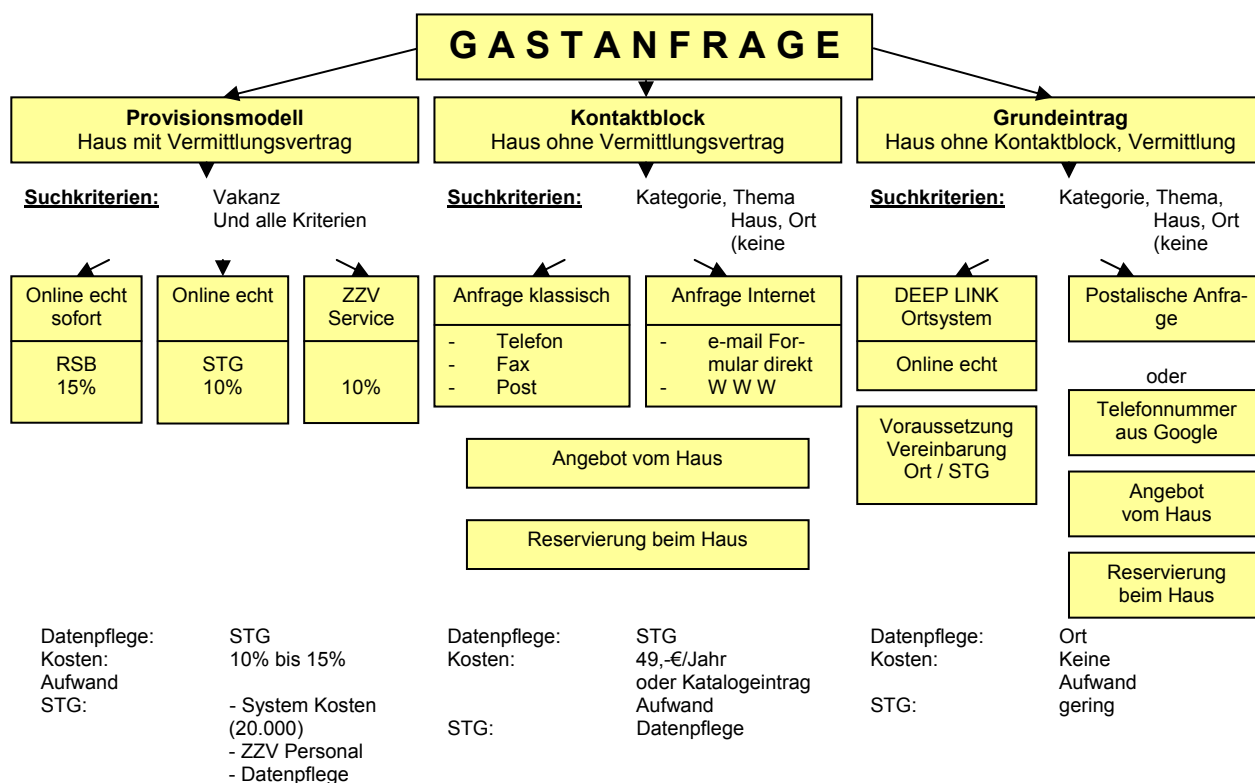 G A S T A N F R A G E
Provisionsmodell
Haus mit Vermittlungsvertrag
Suchkriterien: Vakanz
Und alle Kriterien
Online echt
sofort
RSB
15%
Online echt
STG
10%
ZZV
Service
10%
Datenpflege: STG
Kosten: 10% bis 15%
Aufwand
STG:
- System Kosten
(20.000)
- ZZV Personal
- Datenpflege
Kontaktblock
Haus ohne Vermittlungsvertrag
Suchkriterien: Kategorie, Thema
Haus, Ort
(keine
Anfrage klassisch
- Telefon
- Fax
- Post
Anfrage Internet
- e-mail For-
mular direkt
- W W W
Angebot vom Haus
Reservierung beim Haus
Datenpflege: STG
Kosten: 49,-€/Jahr
oder Katalogeintrag
Aufwand
STG: Datenpflege
Grundeintrag
Haus ohne Kontaktblock, Vermittlung
Suchkriterien: Kategorie, Thema,
Haus, Ort
(keine
DEEP LINK
Ortsystem
Online echt
Voraussetzung
Vereinbarung
Ort / STG
Postalische Anfra-
ge
oder
Telefonnummer
aus Google
Angebot
vom Haus
Reservierung
beim Haus
Datenpflege: Ort
Kosten: Keine
Aufwand
STG: gering